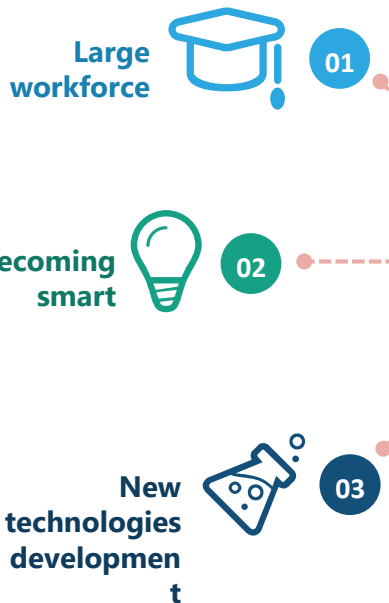 Large
workforce
01
ecoming
smart
02
New
technologies
developmen
t
03